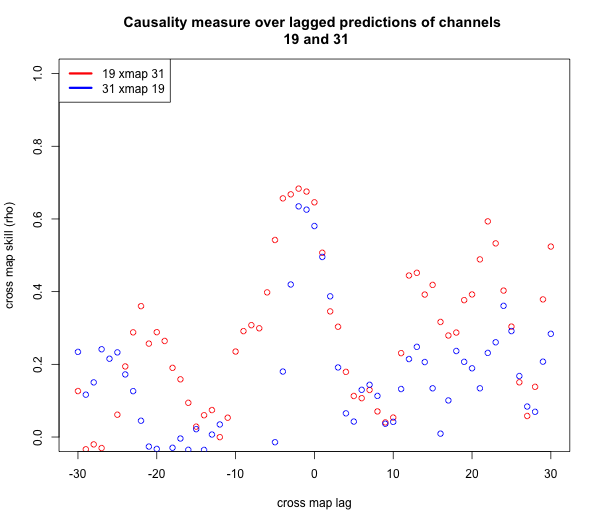 Causality measure over lagged predictions of channels
19 and 31
19 xmap 31
31 xmap 19
cross map skill (rho)
1.0
0.8
0.6
0.4
0.2
0.0
-30 -20 -10 0 10 20 30
cross map lag